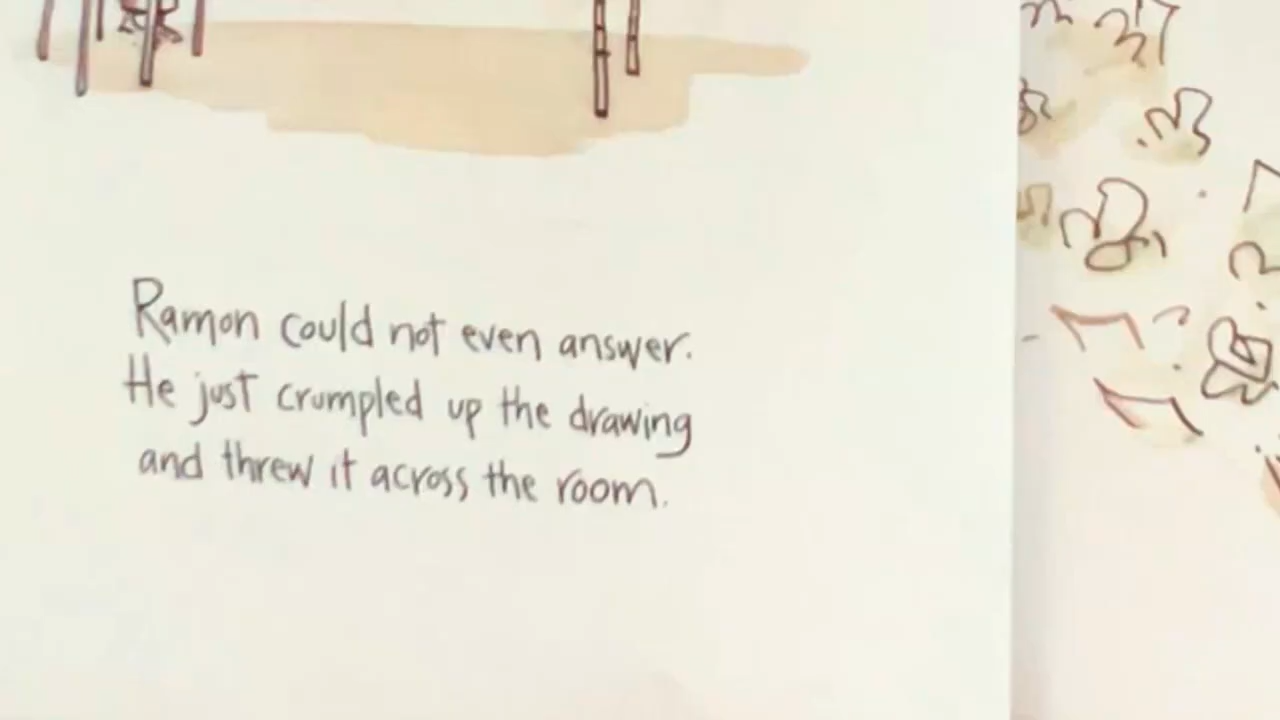 Ramon could not even answer.
He just crumpled up the drawing
and threw it across the room.